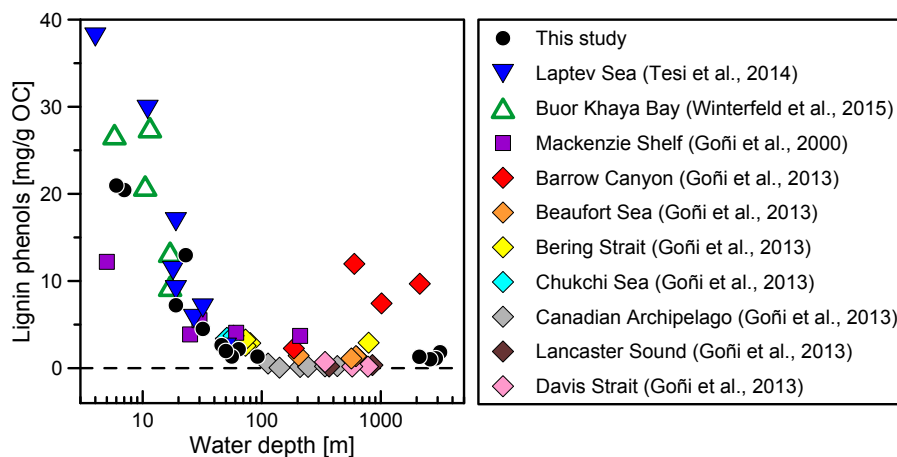 40
30
20
10
0
Lignin phenols [mg/g OC]
10
100
1000
Water depth [m]
This study
Laptev Sea (Tesi et al., 2014)
Buor Khaya Bay (Winterfeld et al., 2015)
Mackenzie Shelf (Goñi et al., 2000)
Barrow Canyon (Goñi et al., 2013)
Beaufort Sea (Goñi et al., 2013)
Bering Strait (Goñi et al., 2013)
Chukchi Sea (Goñi et al., 2013)
Canadian Archipelago (Goñi et al., 2013)
Lancaster Sound (Goñi et al., 2013)
Davis Strait (Goñi et al., 2013)